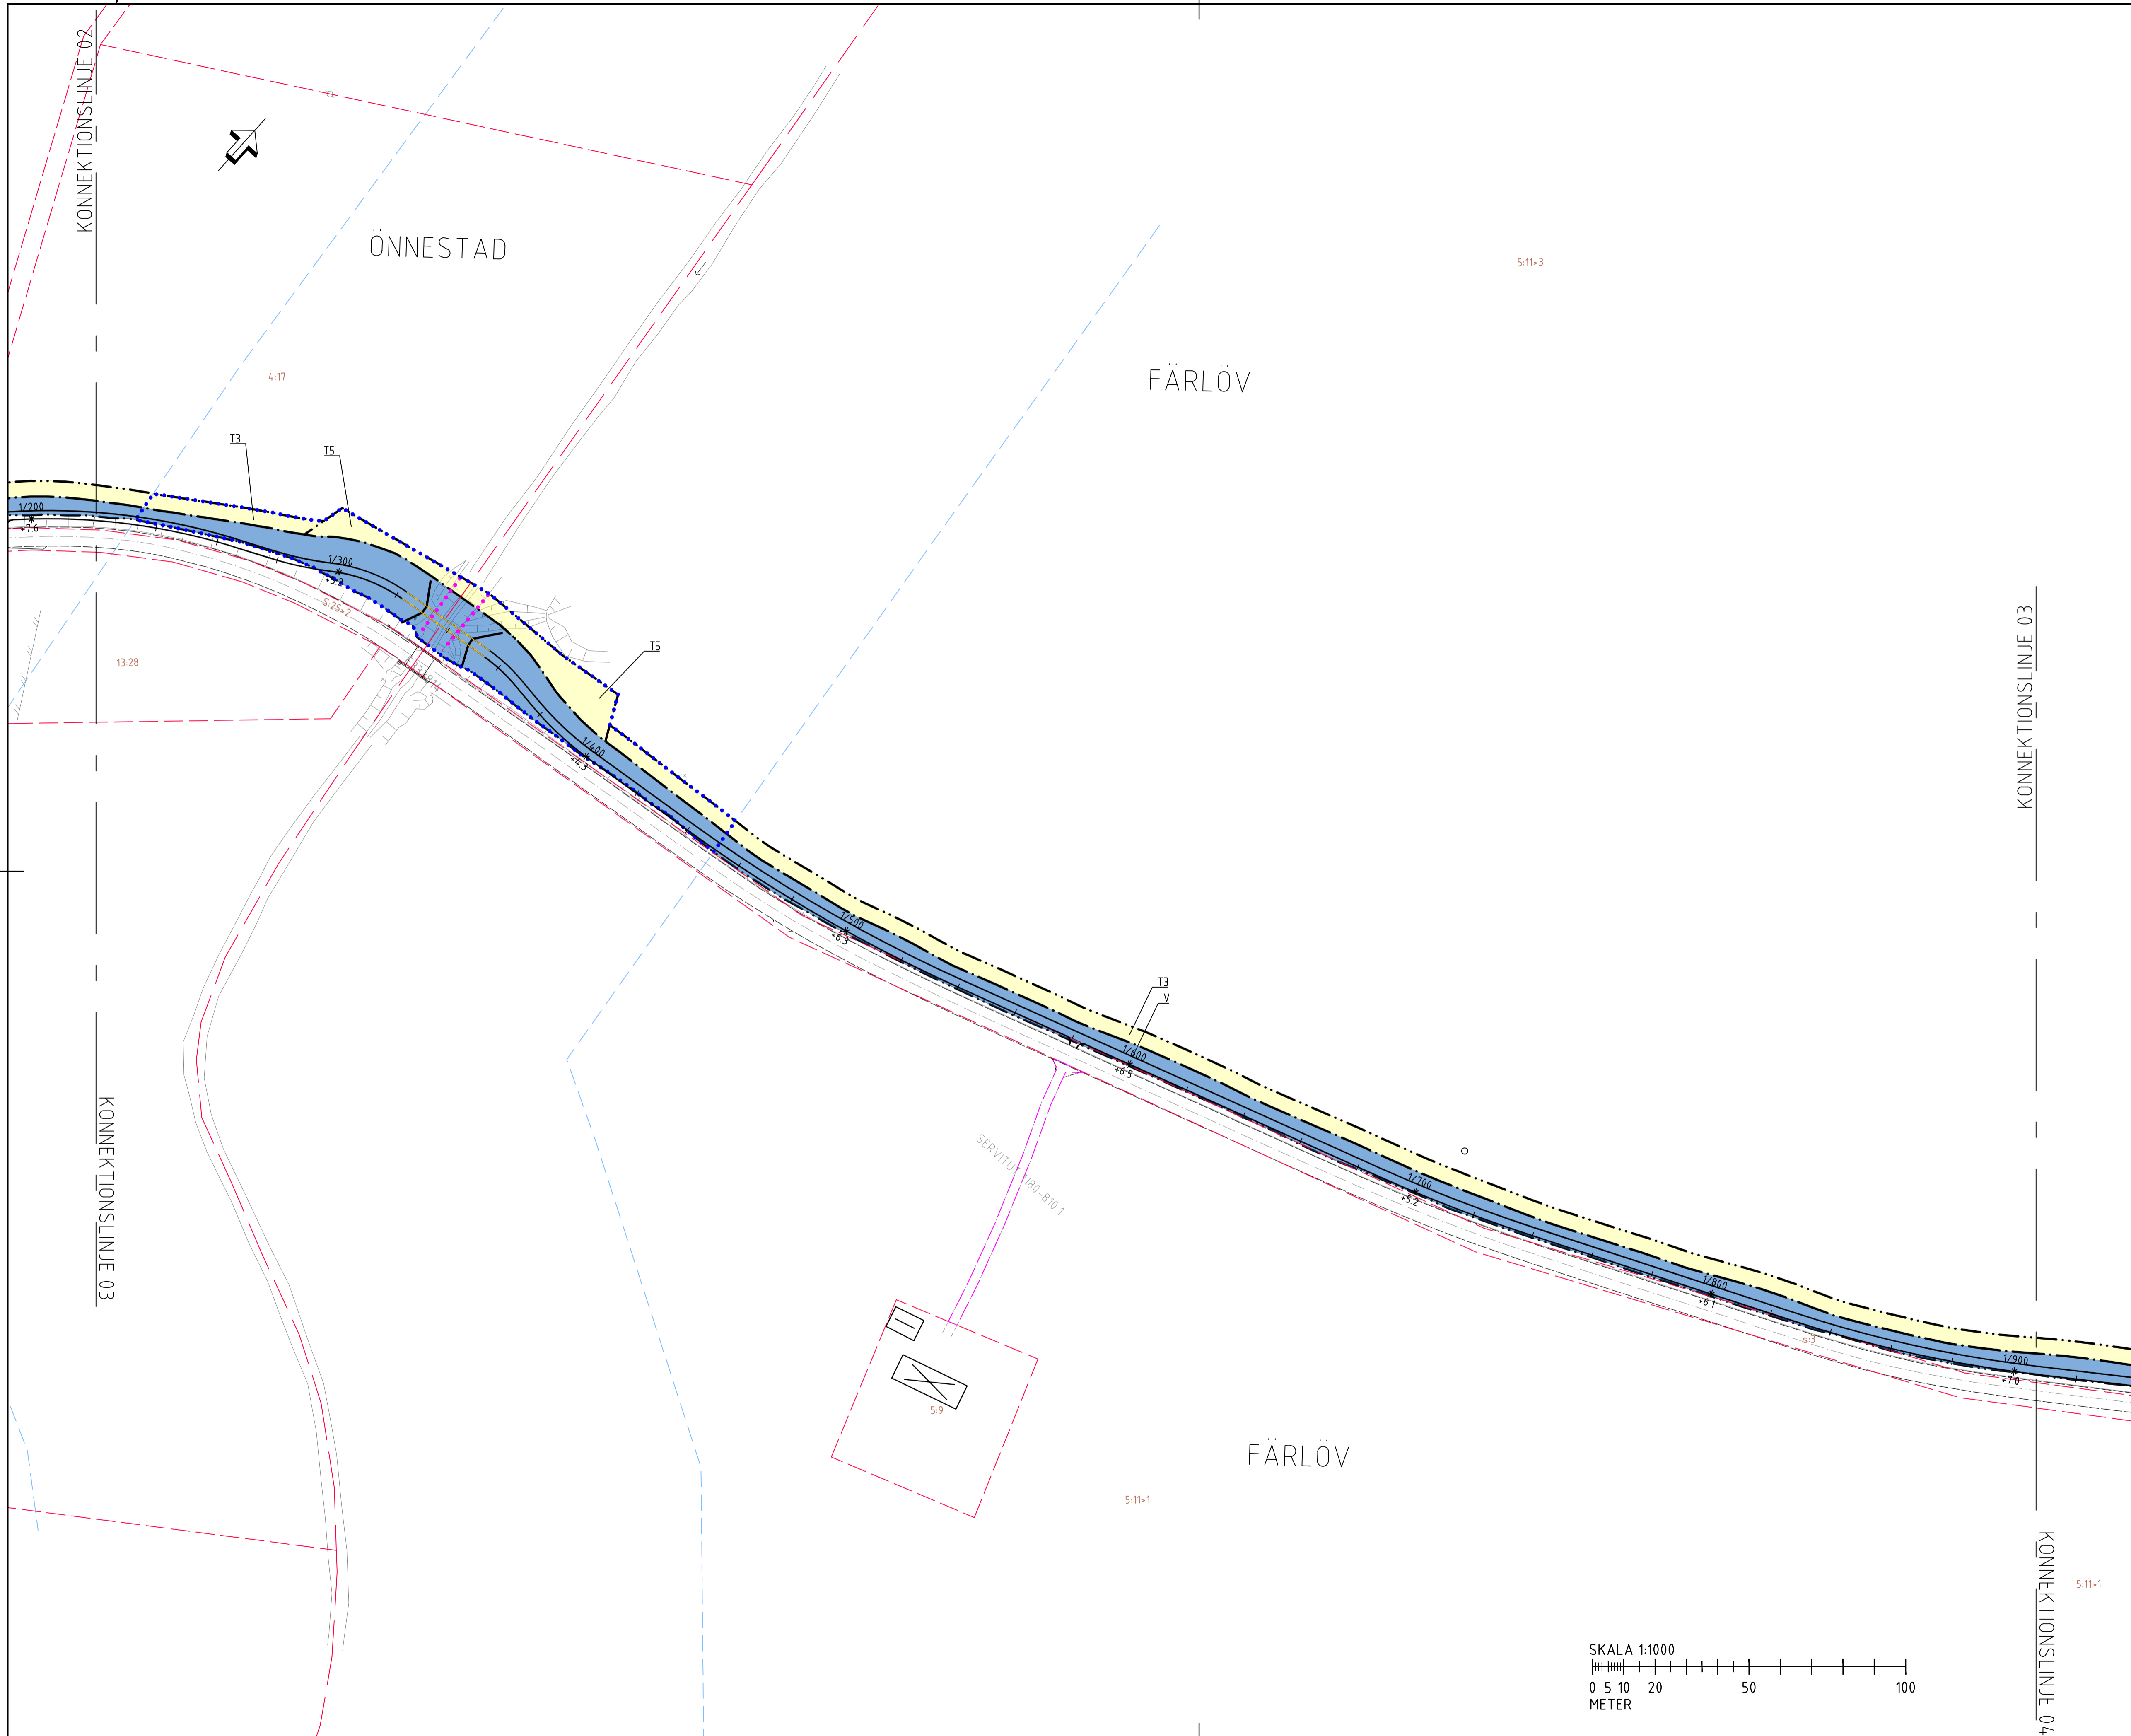 KONNEKTIONSLINJE 02
ÖNNESTAD
5:11>3
FÄRLÖV
4:17
T3
T5
1/200
+7.6
1/300
+5.2
S:25>2
13:28
T5
KONNEKTIONSLINJE 03
1/400
+4.3
1/500
+6.3
T3
V
1/600
+6.5
KONNEKTIONSLINJE 03
SERVITUT 1180-810.1
1/700
+5.2
1/800
+6.1
s:3
1/900
+7.0
5:9
FÄRLÖV
5:11>1
KONNEKTIONSLINJE 04
5:11>1
SKALA 1:1000
0 5 10 20 50 100
METER